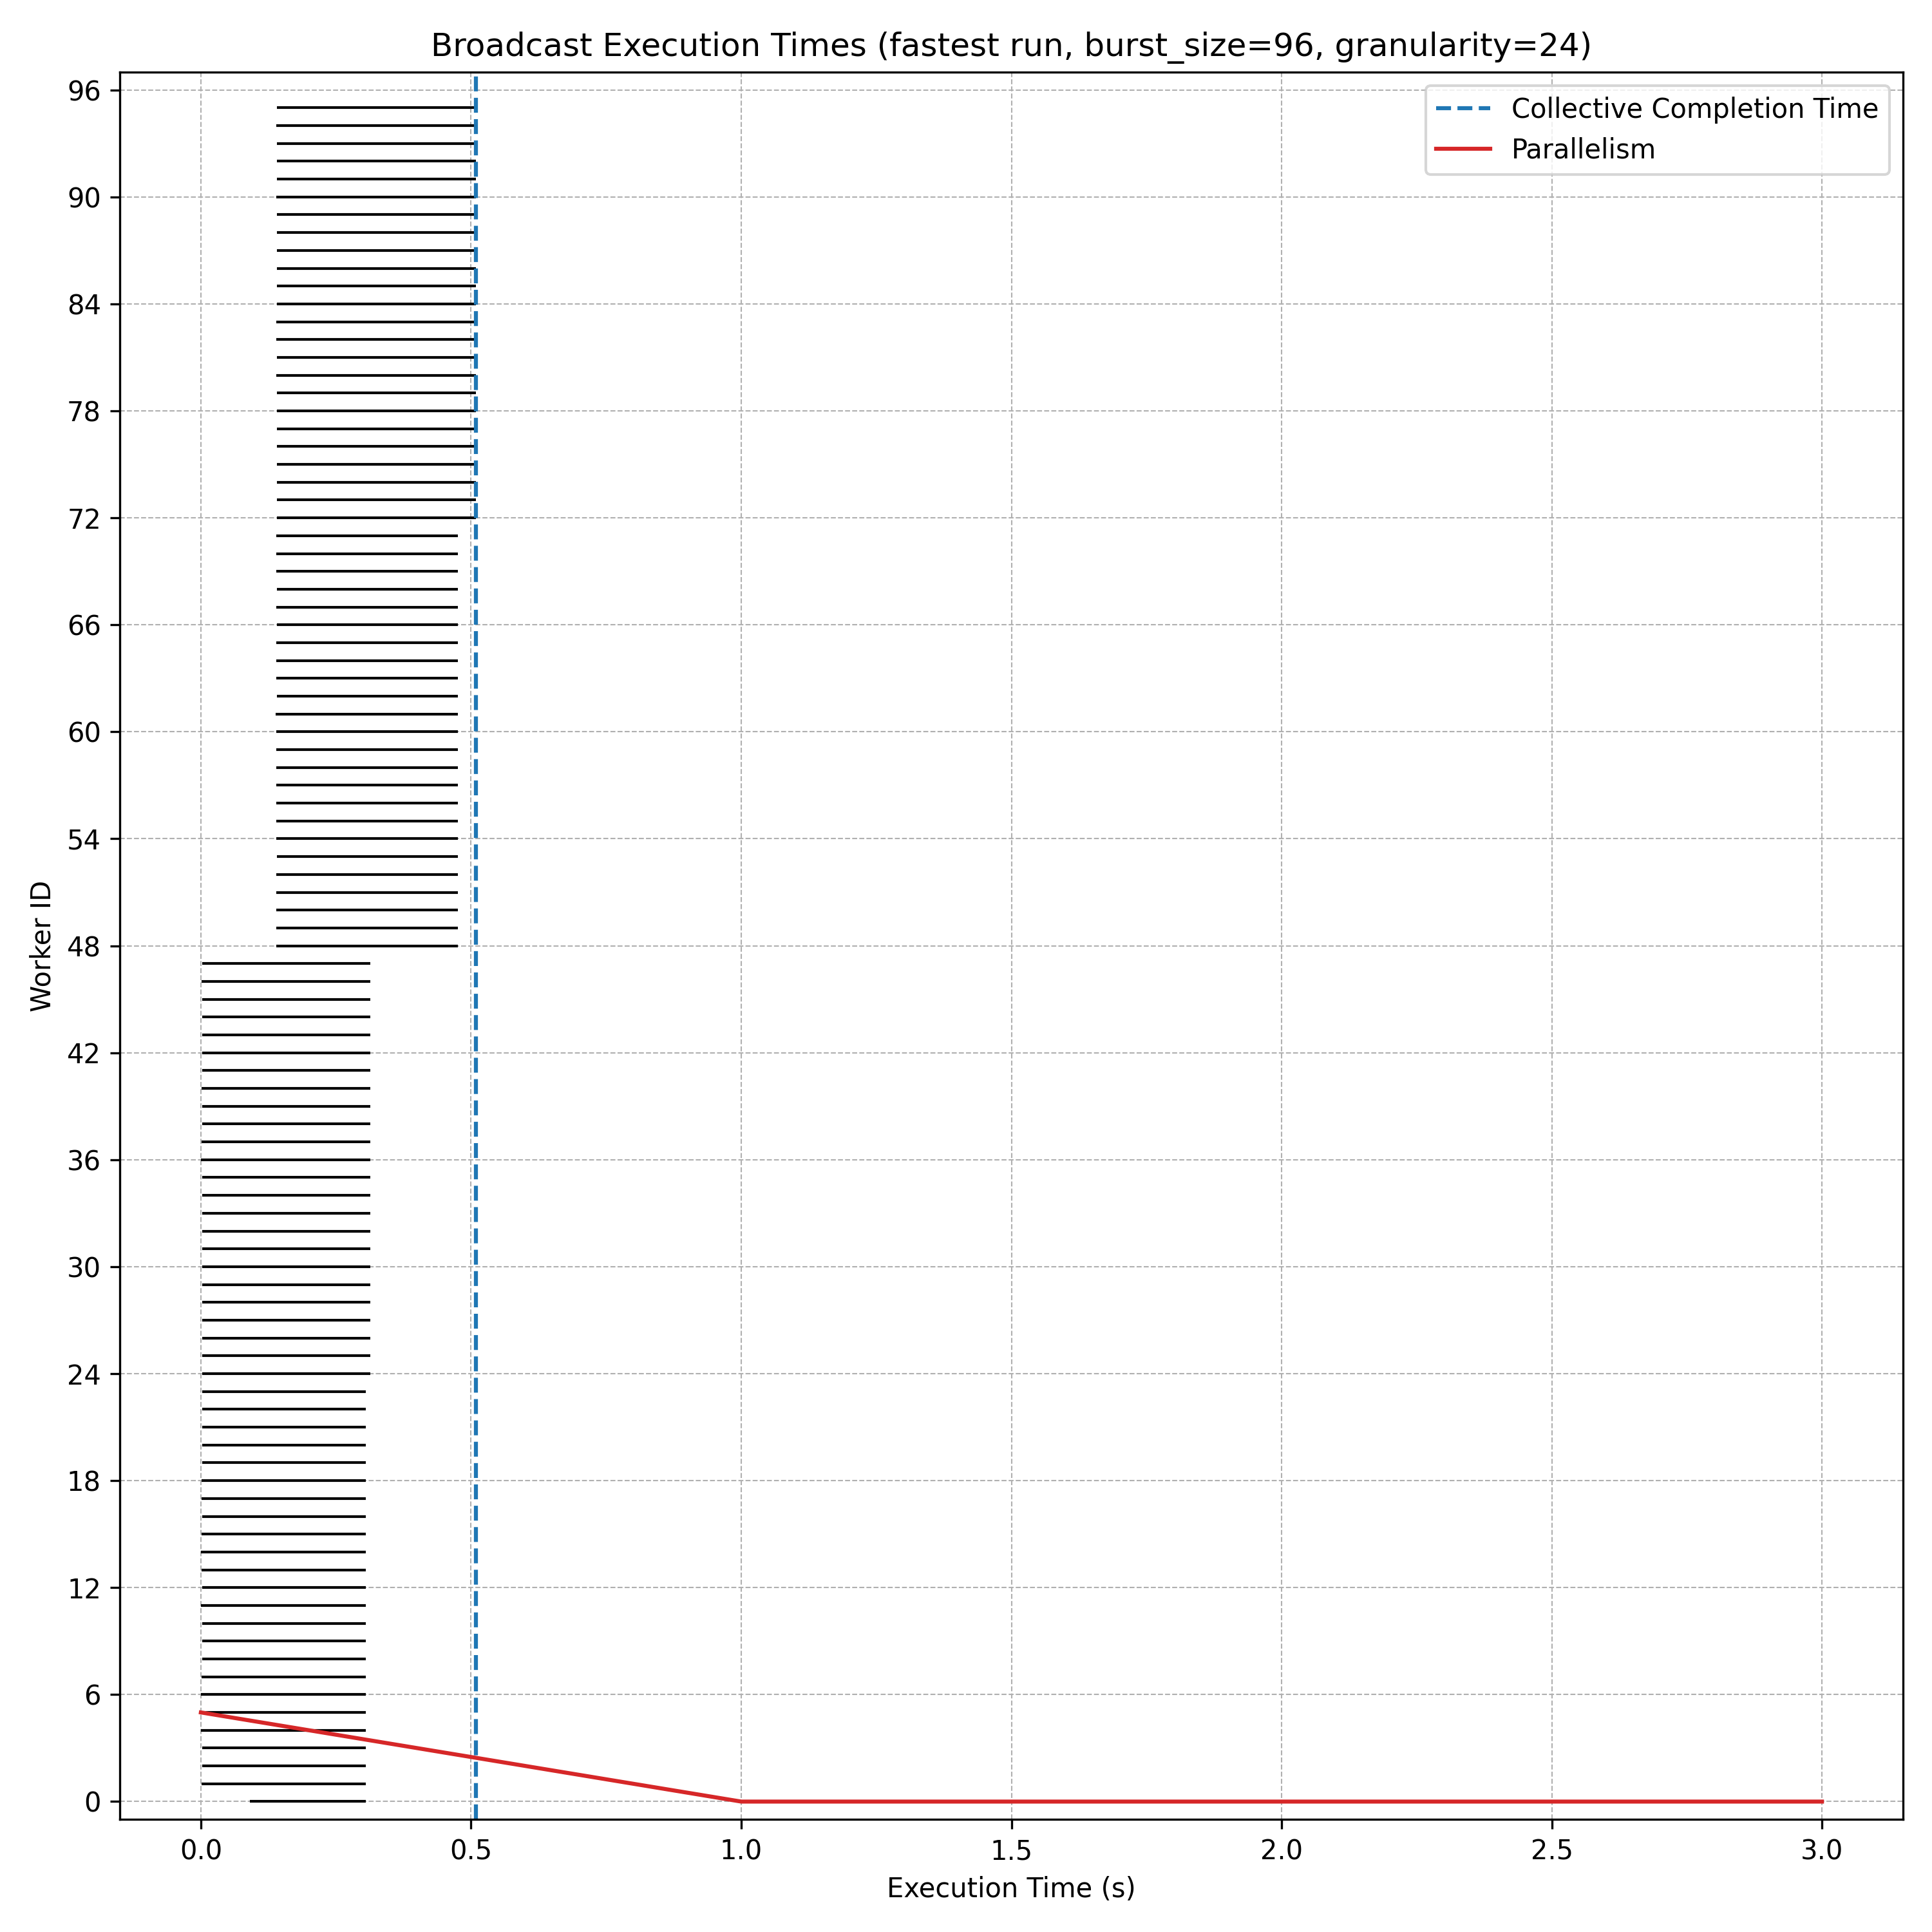 Broadcast Execution Times (fastest run, burst_size=96, granularity=24)
Collective Completion Time
Parallelism
96
90
84
78
72
66
60
54
48
42
36
30
24
18
12
6
0
Worker ID
0.0 0.5 1.0 1.5 2.0 2.5 3.0
Execution Time (s)